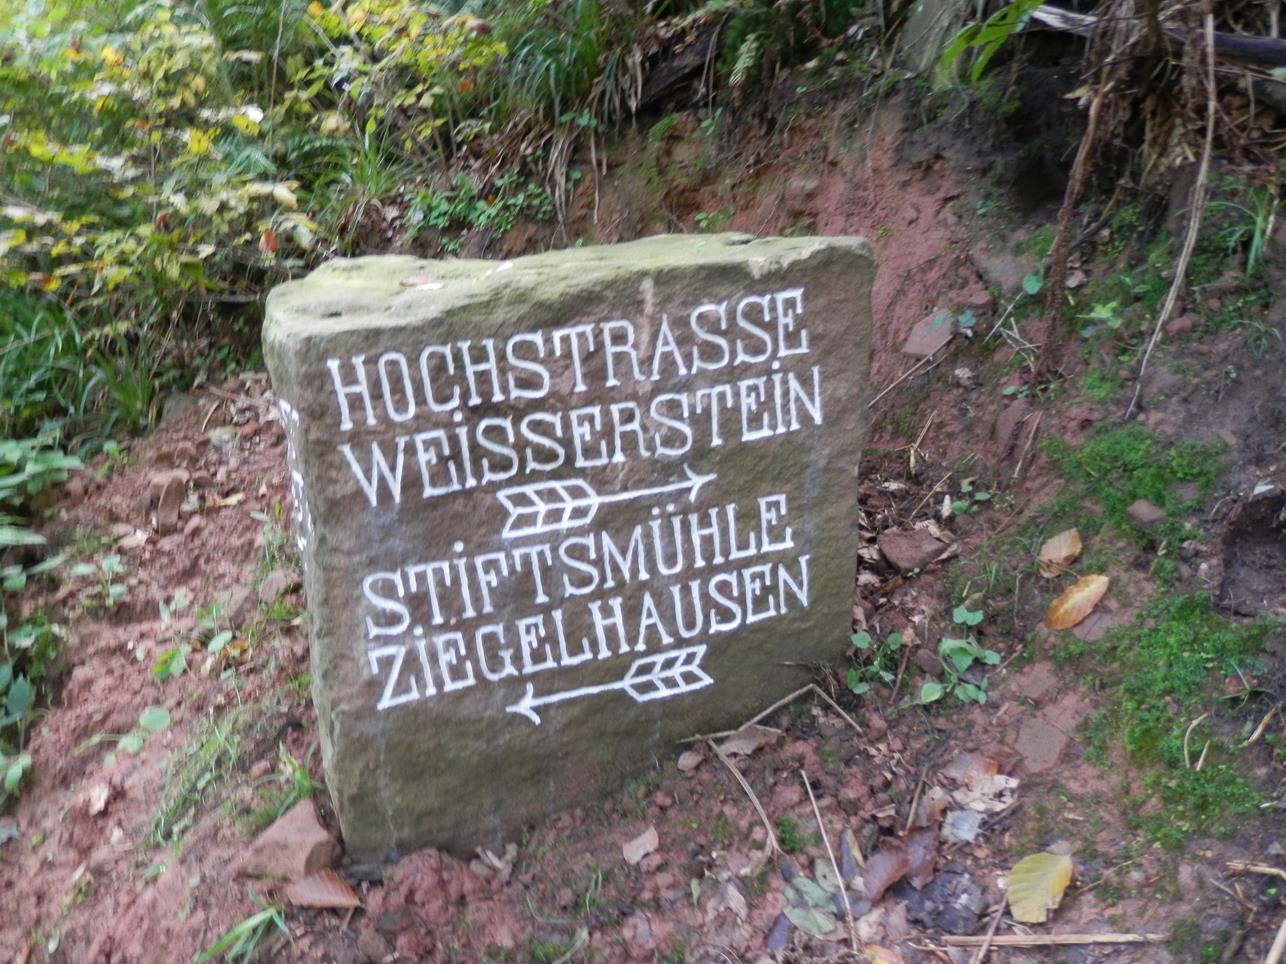 HOCHSTRASSE
WEISSERSTEIN
STIFTSMÜHLE
ZIEGELHAUSEN